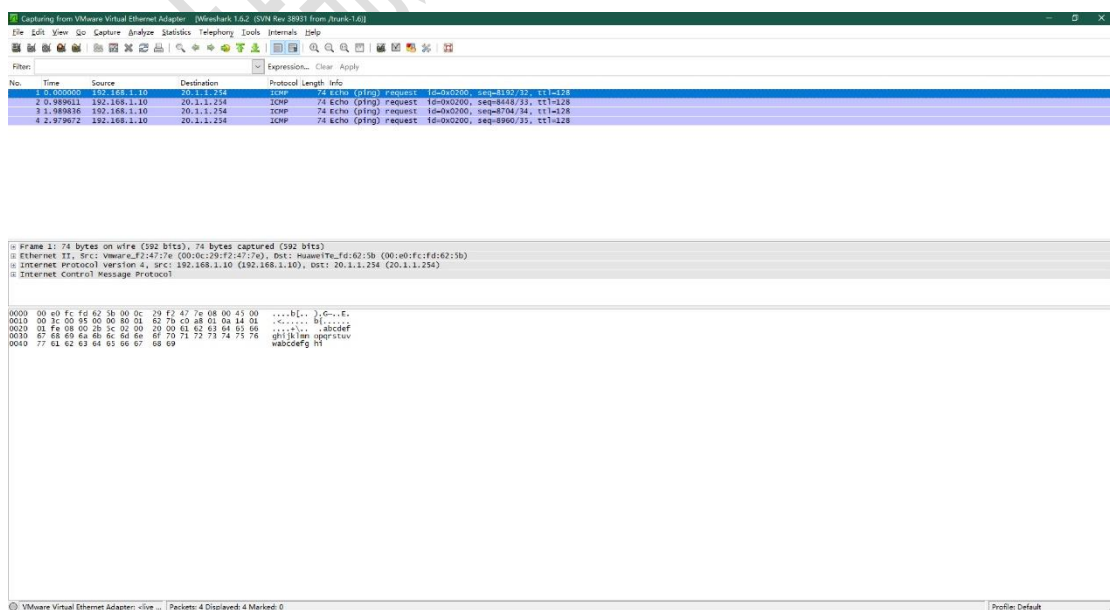 Capturing from VMware Virtual Ethernet Adapter [Wireshark 1.6.2 (SVN Rev 38931 from /trunk-1.6)]
File Edit View Go Capture Analyze Statistics Telephony Tools Internals Help
Filter: Expression... Clear Apply
No. Time Source Destination Protocol Length Info
1 0.000000 192.168.1.10 20.1.1.254 ICMP 74 Echo (ping) request id=0x0200, seq=8192/32, ttl=128
2 0.989611 192.168.1.10 20.1.1.254 ICMP 74 Echo (ping) request id=0x0200, seq=8448/33, ttl=128
3 1.989836 192.168.1.10 20.1.1.254 ICMP 74 Echo (ping) request id=0x0200, seq=8704/34, ttl=128
4 2.979672 192.168.1.10 20.1.1.254 ICMP 74 Echo (ping) request id=0x0200, seq=8960/35, ttl=128
Frame 1: 74 bytes on wire (592 bits), 74 bytes captured (592 bits)
Ethernet II, Src: Vmware_f2:47:7e (00:0c:29:f2:47:7e), Dst: HuaweiTe_fd:62:5b (00:e0:fc:fd:62:5b)
Internet Protocol Version 4, Src: 192.168.1.10 (192.168.1.10), Dst: 20.1.1.254 (20.1.1.254)
Internet Control Message Protocol
0000 00 e0 fc fd 62 5b 00 0c 29 f2 47 7e 08 00 45 00 ....b[.. ).G~..E.
0010 00 3c 00 95 00 00 80 01 62 7b c0 a8 01 0a 14 01 .<...... b{......
0020 01 fe 08 00 2b 5c 02 00 20 00 61 62 63 64 65 66 ....+\.. .abcdef
0030 67 68 69 6a 6b 6c 6d 6e 6f 70 71 72 73 74 75 76 ghijklmn opqrstuv
0040 77 61 62 63 64 65 66 67 68 69 wabcdefg hi
VMware Virtual Ethernet Adapter: <live ... Packets: 4 Displayed: 4 Marked: 0 Profile: Default